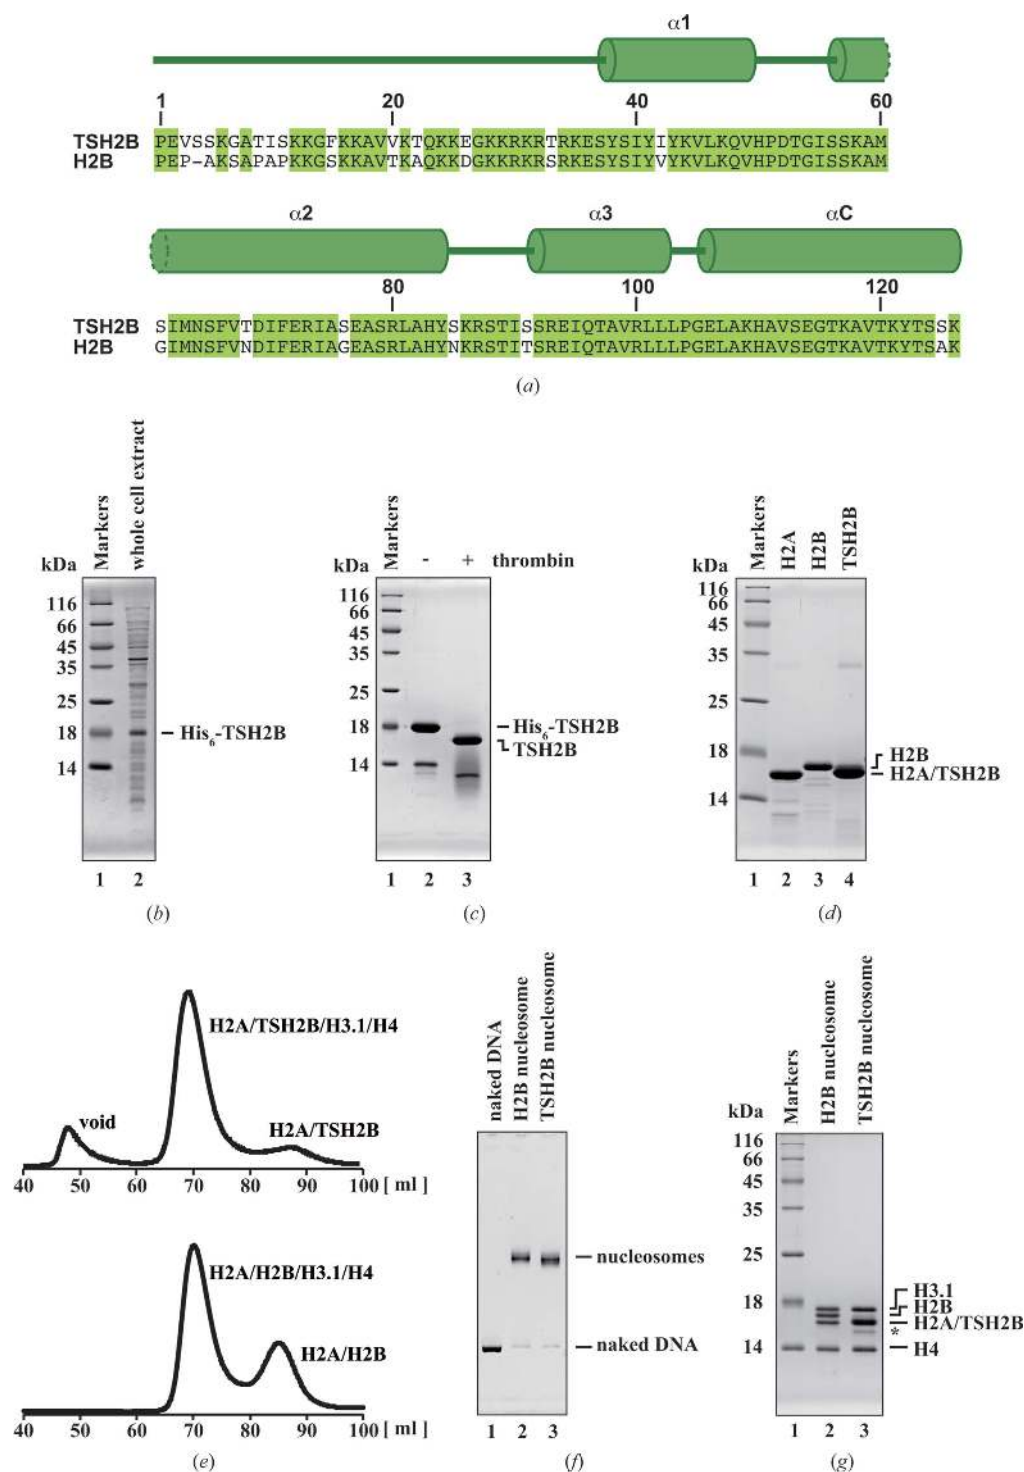 α1
1 20 40 60
TSH2B PEVSSKGATISKKGFKKAVVKTQKKEGKKRKRTRKESYSIYIYKVLKQVHPDTGISSKAM
H2B PEP-AKSAPAPKKGSKKAVTKAQKKDGKKRKRSRKESYSIYVYKVLKQVHPDTGISSKAM
α2 α3 αC
80 100 120
TSH2B SIMNSFVTDIFERIASEASRLAHYSKRSTISSREIQTAVRLLLPGELAKHAVSEGTKAVTKYTSSK
H2B GIMNSFVNDIFERIAGEASRLAHYNKRSTITSREIQTAVRLLLPGELAKHAVSEGTKAVTKYTSAK
(a)
kDa Markers whole cell extract
116
66
45
35
25
18 His6-TSH2B
14
1 2
(b)
kDa Markers - + thrombin
116
66
45
35
25
18 His6-TSH2B
TSH2B
14
1 2 3
(c)
kDa Markers H2A H2B TSH2B
116
66
45
35
25
18 H2B
H2A/TSH2B
14
1 2 3 4
(d)
H2A/TSH2B/H3.1/H4
void
H2A/TSH2B
40 50 60 70 80 90 100 [ ml ]
H2A/H2B/H3.1/H4
H2A/H2B
40 50 60 70 80 90 100 [ ml ]
(e)
naked DNA H2B nucleosome TSH2B nucleosome
nucleosomes
naked DNA
1 2 3
(f)
kDa Markers H2B nucleosome TSH2B nucleosome
116
66
45
35
25
18 H3.1
H2B
H2A/TSH2B
*
14 H4
1 2 3
(g)